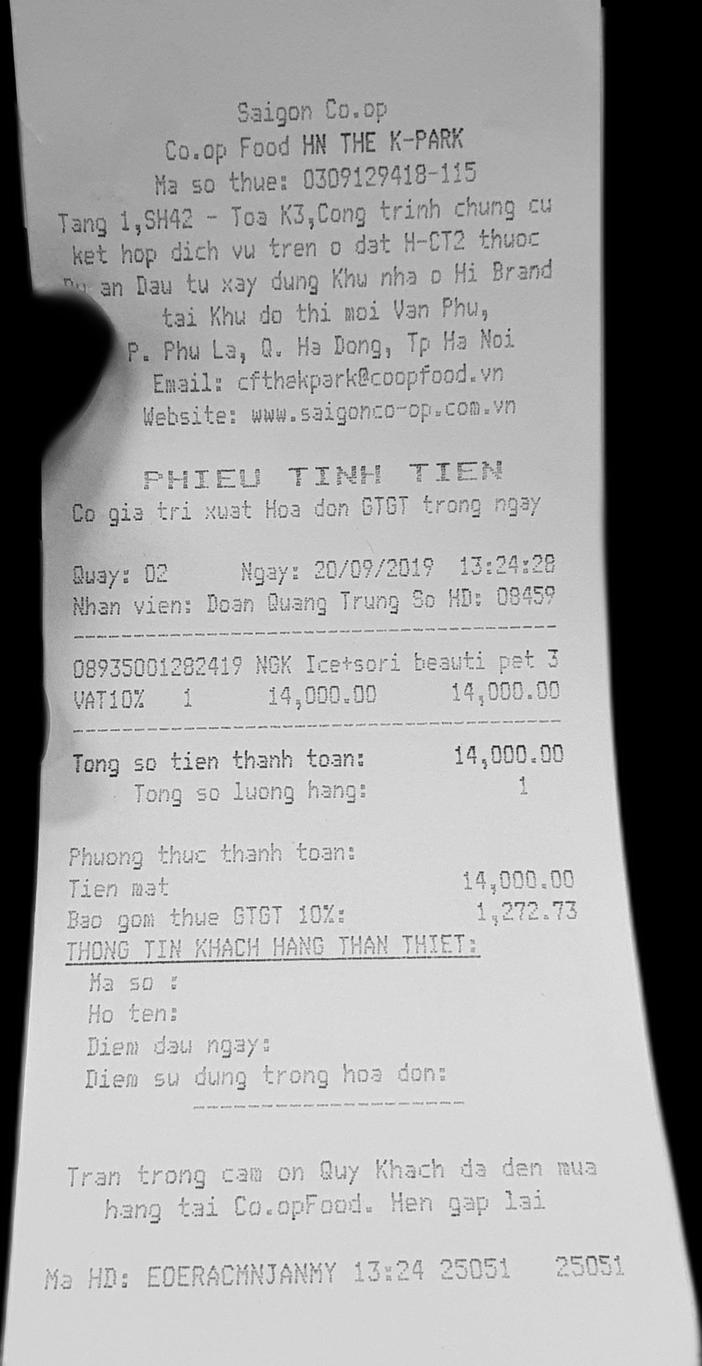 Saigon Co.op
Co.op Food HN THE K-PARK
Ma so thue: 0309129418-115
Tang 1,SH42 - Toa K3,Cong trinh chung cu
ket hop dich vu tren o dat H-CT2 thuoc
an Dau tu xay dung Khu nha o Hi Brand
tai Khu do thi moi Van Phu,
P. Phu La, Q. Ha Dong, Tp Ha Noi
Email: cfthekpark@coopfood.vn
Website: www.saigonco-op.com.vn
PHIEU TINH TIEN
Co gia tri xuat Hoa don GTGT trong ngay
Quay: 02 Ngay: 20/09/2019 13:24:28
Nhan vien: Doan Quang Trung So HD: 08459
08935001282419 NGK Ice+sori beauti pet 3
VAT10% 1 14,000.00 14,000.00
Tong so tien thanh toan: 14,000.00
Tong so luong hang: 1
Phuong thuc thanh toan:
Tien mat 14,000.00
Bao gom thue GTGT 10%: 1,272.73
THONG TIN KHACH HANG THAN THIET:
Ma so :
Ho ten:
Diem dau ngay:
Diem su dung trong hoa don:
Tran trong cam on Quy Khach da den mua
hang tai Co.opFood. Hen gap lai
Ma HD: EOERACMNJANMY 13:24 25051 25051